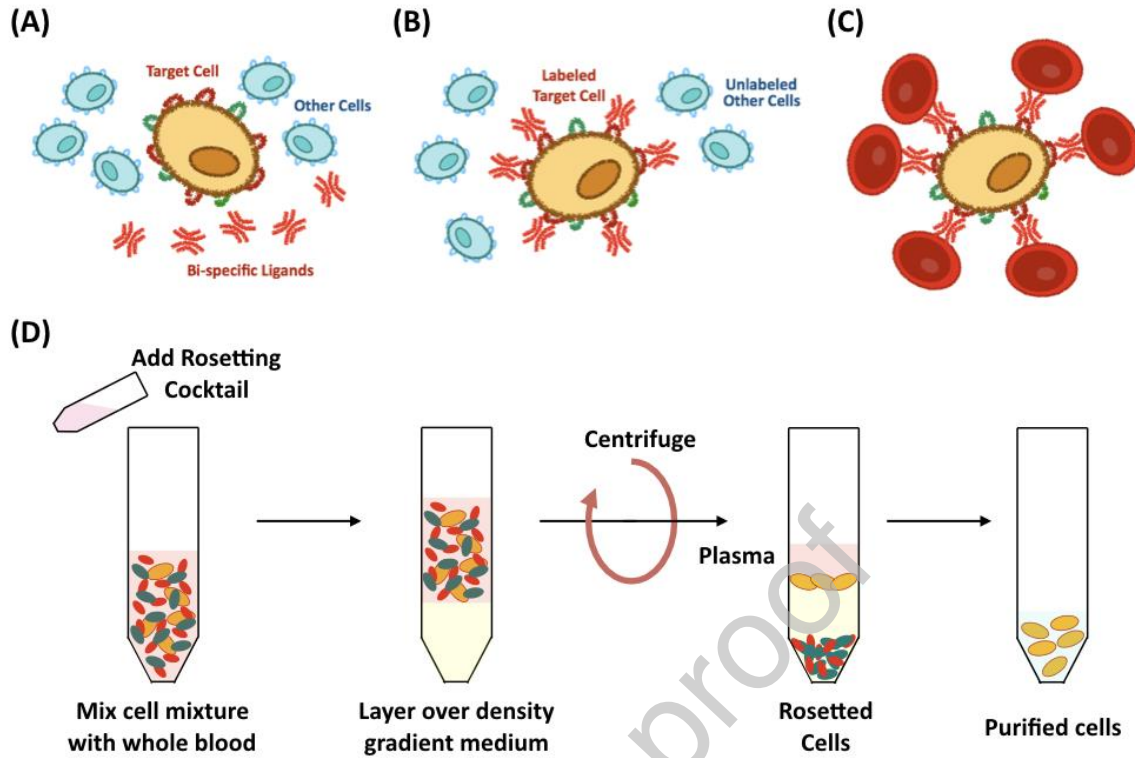 (A)
Target Cell
Other Cells
Bi-specific Ligands
(B)
Labeled
Target Cell
Unlabeled
Other Cells
(C)
(D)
Add Rosetting
Cocktail
Mix cell mixture
with whole blood
Layer over density
gradient medium
Centrifuge
Plasma
Rosetted
Cells
Purified cells
proof